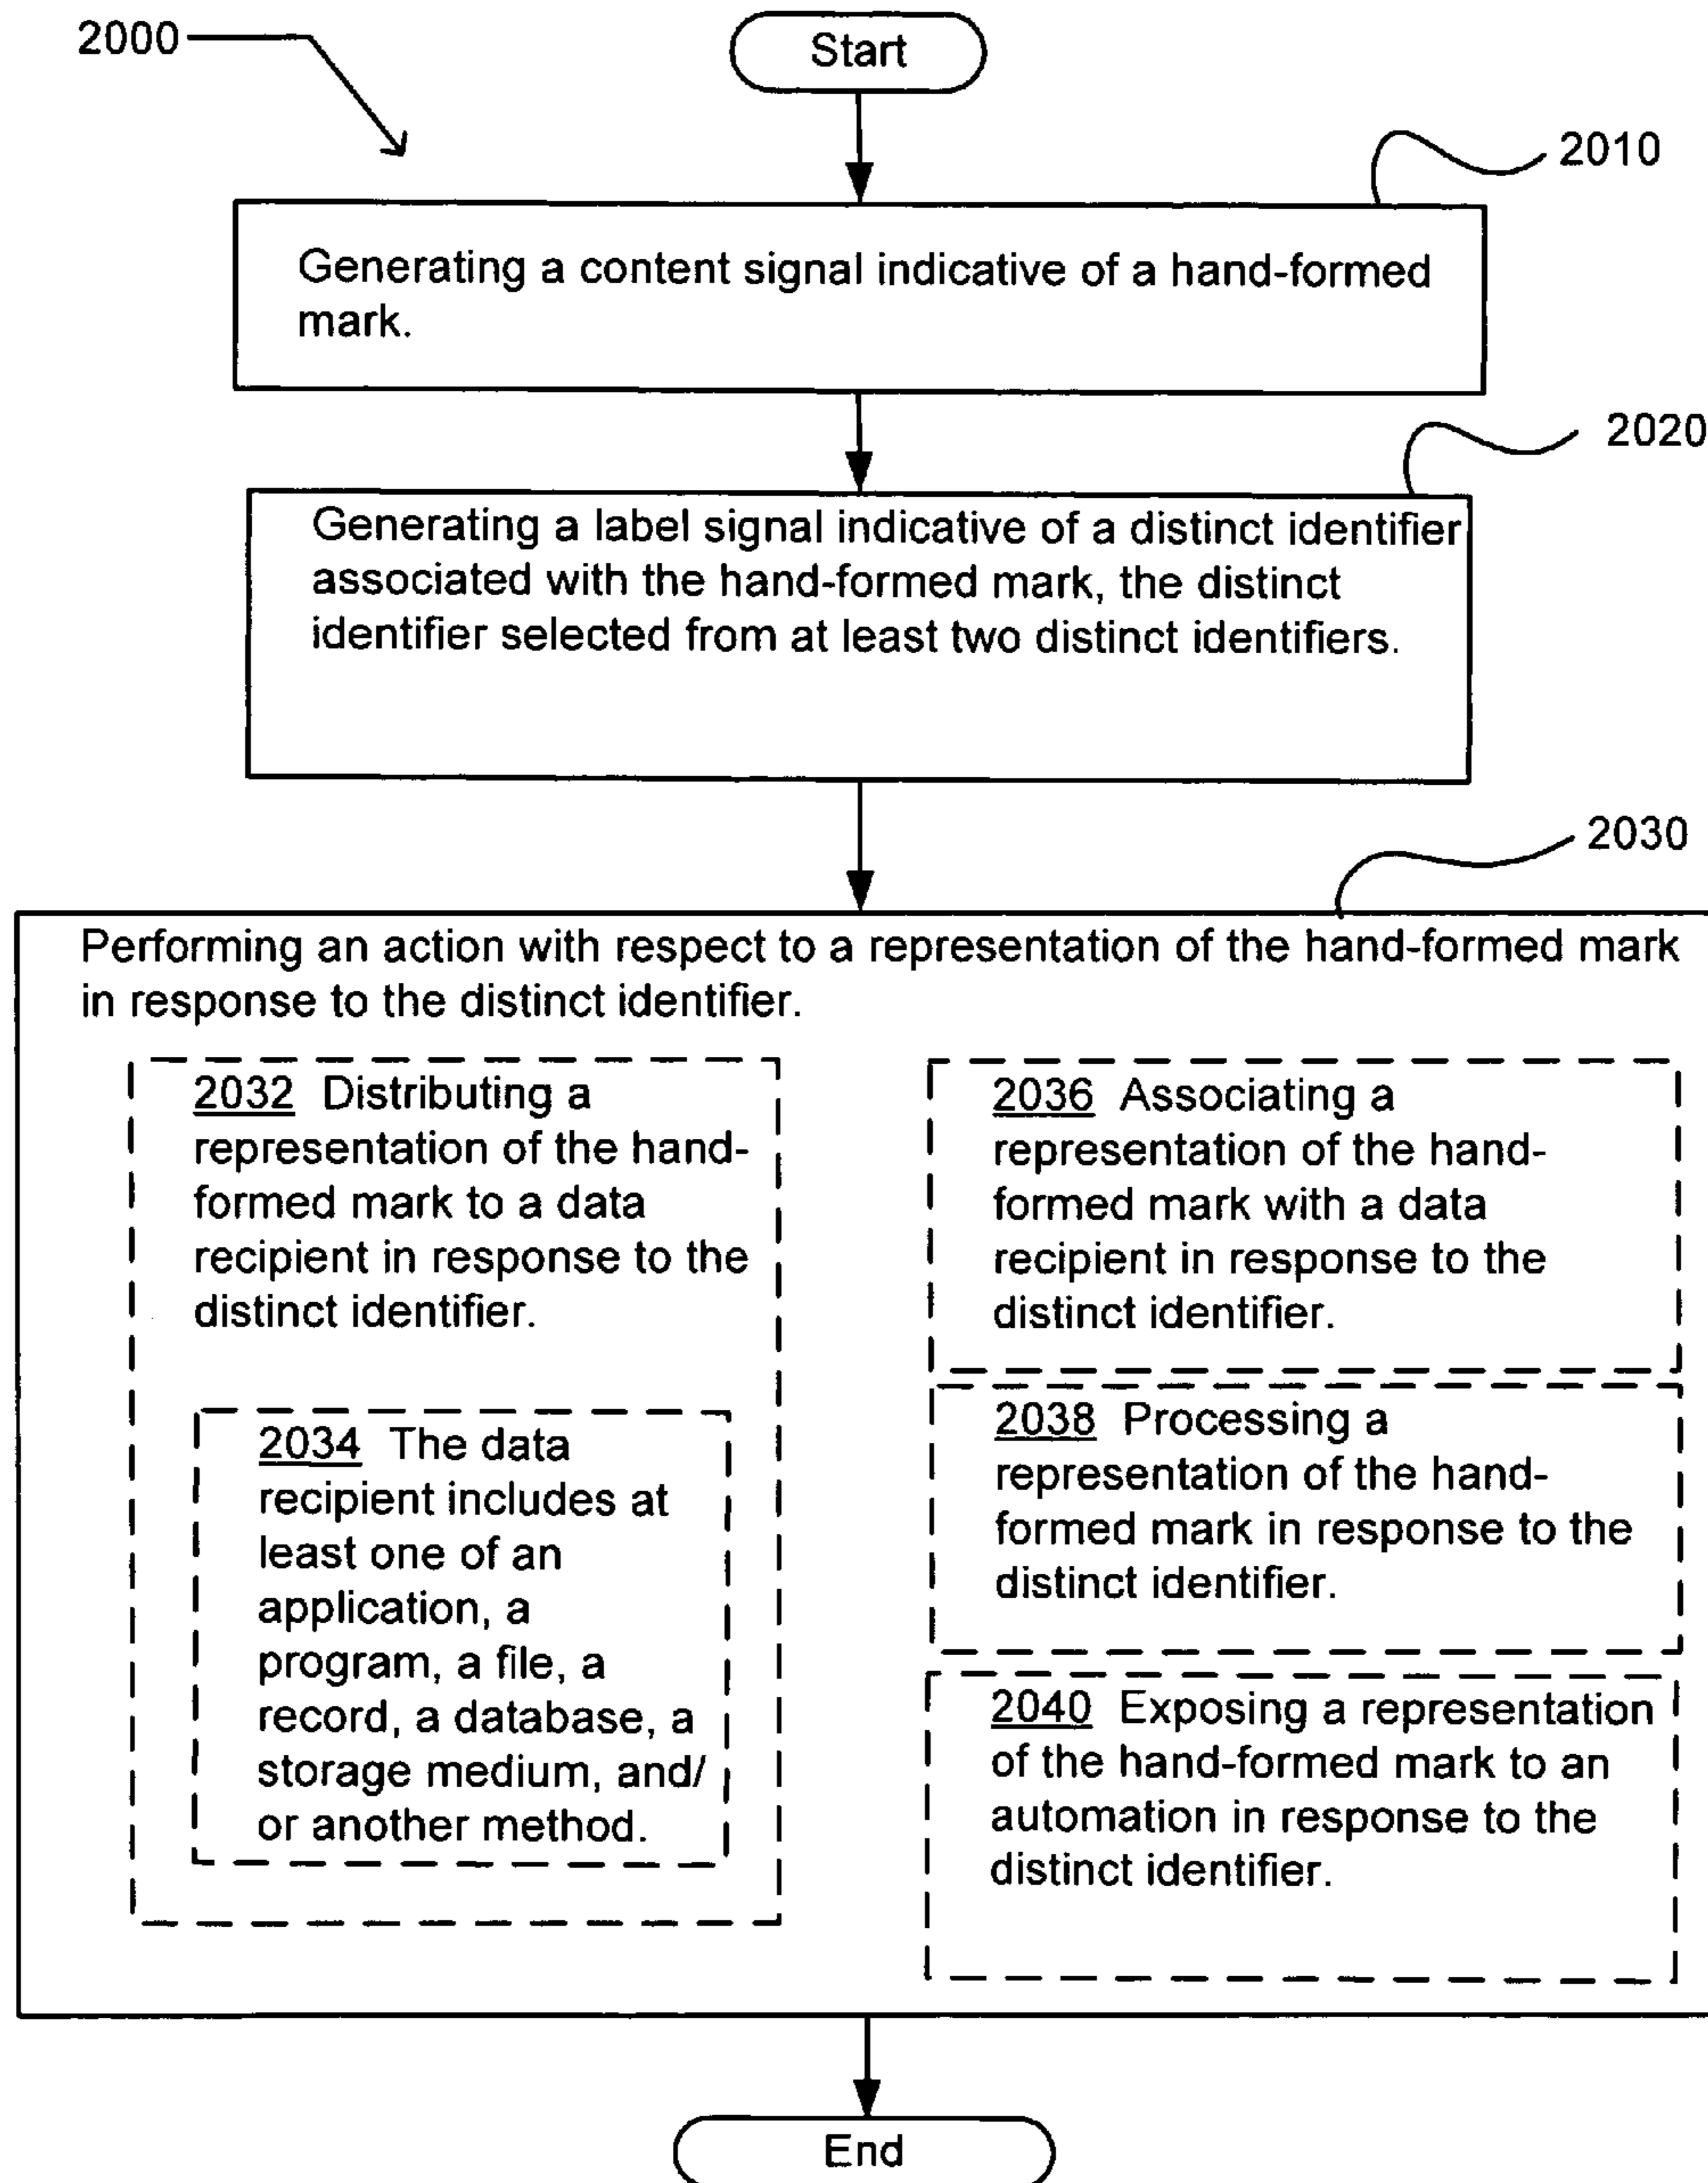 2000
Start
2010
Generating a content signal indicative of a hand-formed
mark.
2020
Generating a label signal indicative of a distinct identifier
associated with the hand-formed mark, the distinct
identifier selected from at least two distinct identifiers.
2030
Performing an action with respect to a representation of the hand-formed mark
in response to the distinct identifier.
2032 Distributing a
representation of the hand-
formed mark to a data
recipient in response to the
distinct identifier.
2034 The data
recipient includes at
least one of an
application, a
program, a file, a
record, a database, a
storage medium, and/
or another method.
2036 Associating a
representation of the hand-
formed mark with a data
recipient in response to the
distinct identifier.
2038 Processing a
representation of the hand-
formed mark in response to the
distinct identifier.
2040 Exposing a representation
of the hand-formed mark to an
automation in response to the
distinct identifier.
End